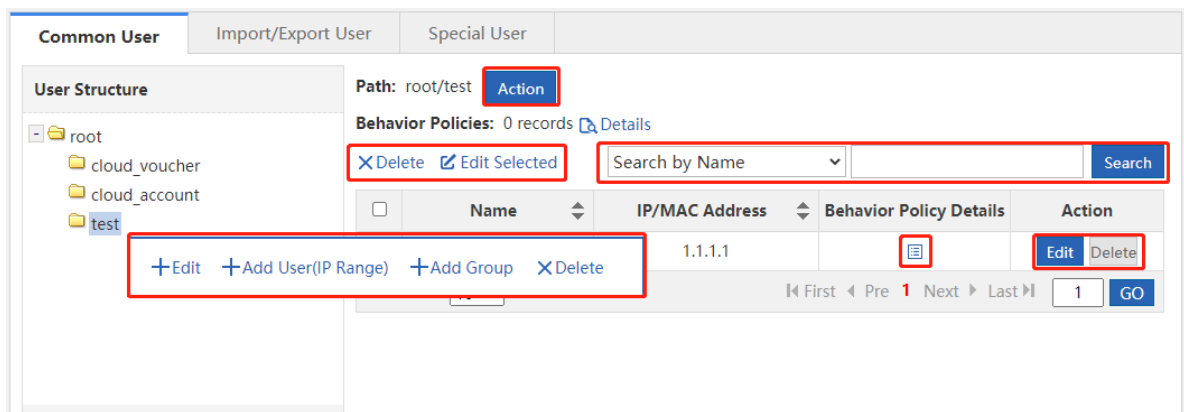 Common User
Import/Export User
Special User
User Structure
root
cloud_voucher
cloud_account
test
Path: root/test Action
Behavior Policies: 0 records Details
Delete Edit Selected
Search by Name Search
Name IP/MAC Address Behavior Policy Details Action
1.1.1.1 Edit Delete
Edit Add User(IP Range) Add Group Delete
First Pre 1 Next Last 1 GO